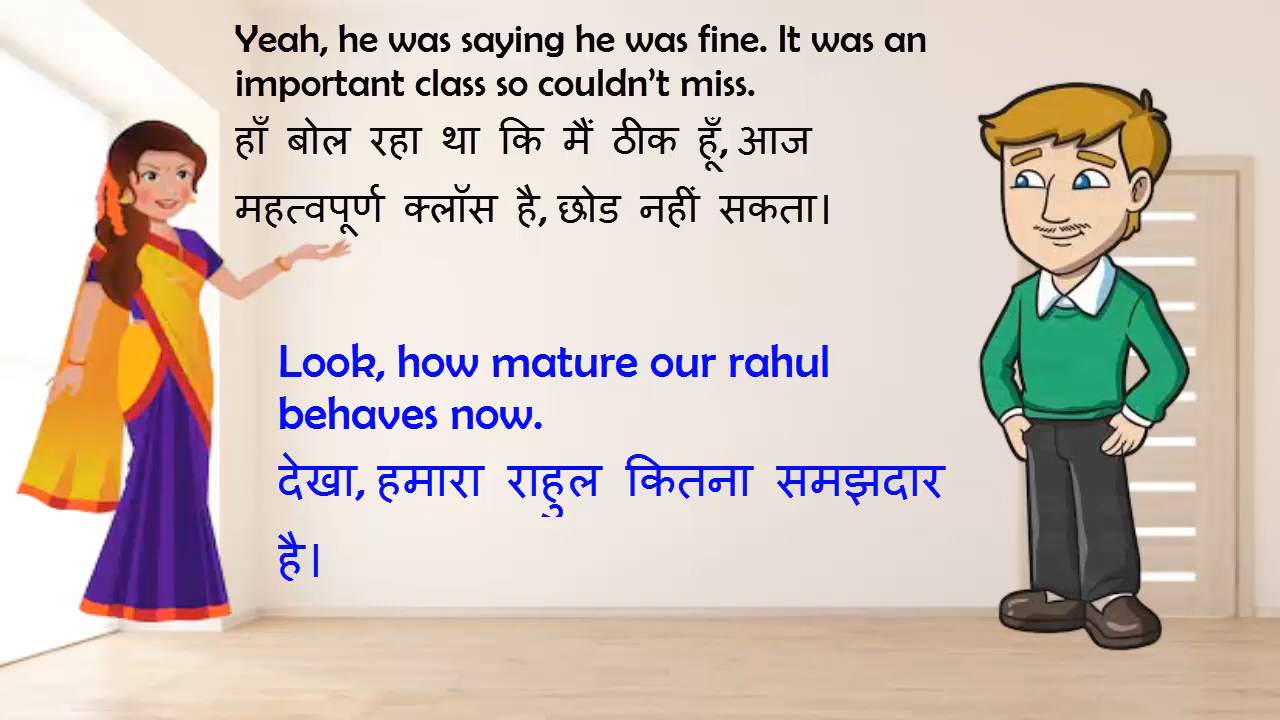 Yeah, he was saying he was fine. It was an
important class so couldn’t miss.
हाँ बोल रहा था कि मैं ठीक हूँ, आज
महत्वपूर्ण क्लॉस है, छोड नहीं सकता।
Look, how mature our rahul
behaves now.
देखा, हमारा राहुल कितना समझदार
है।